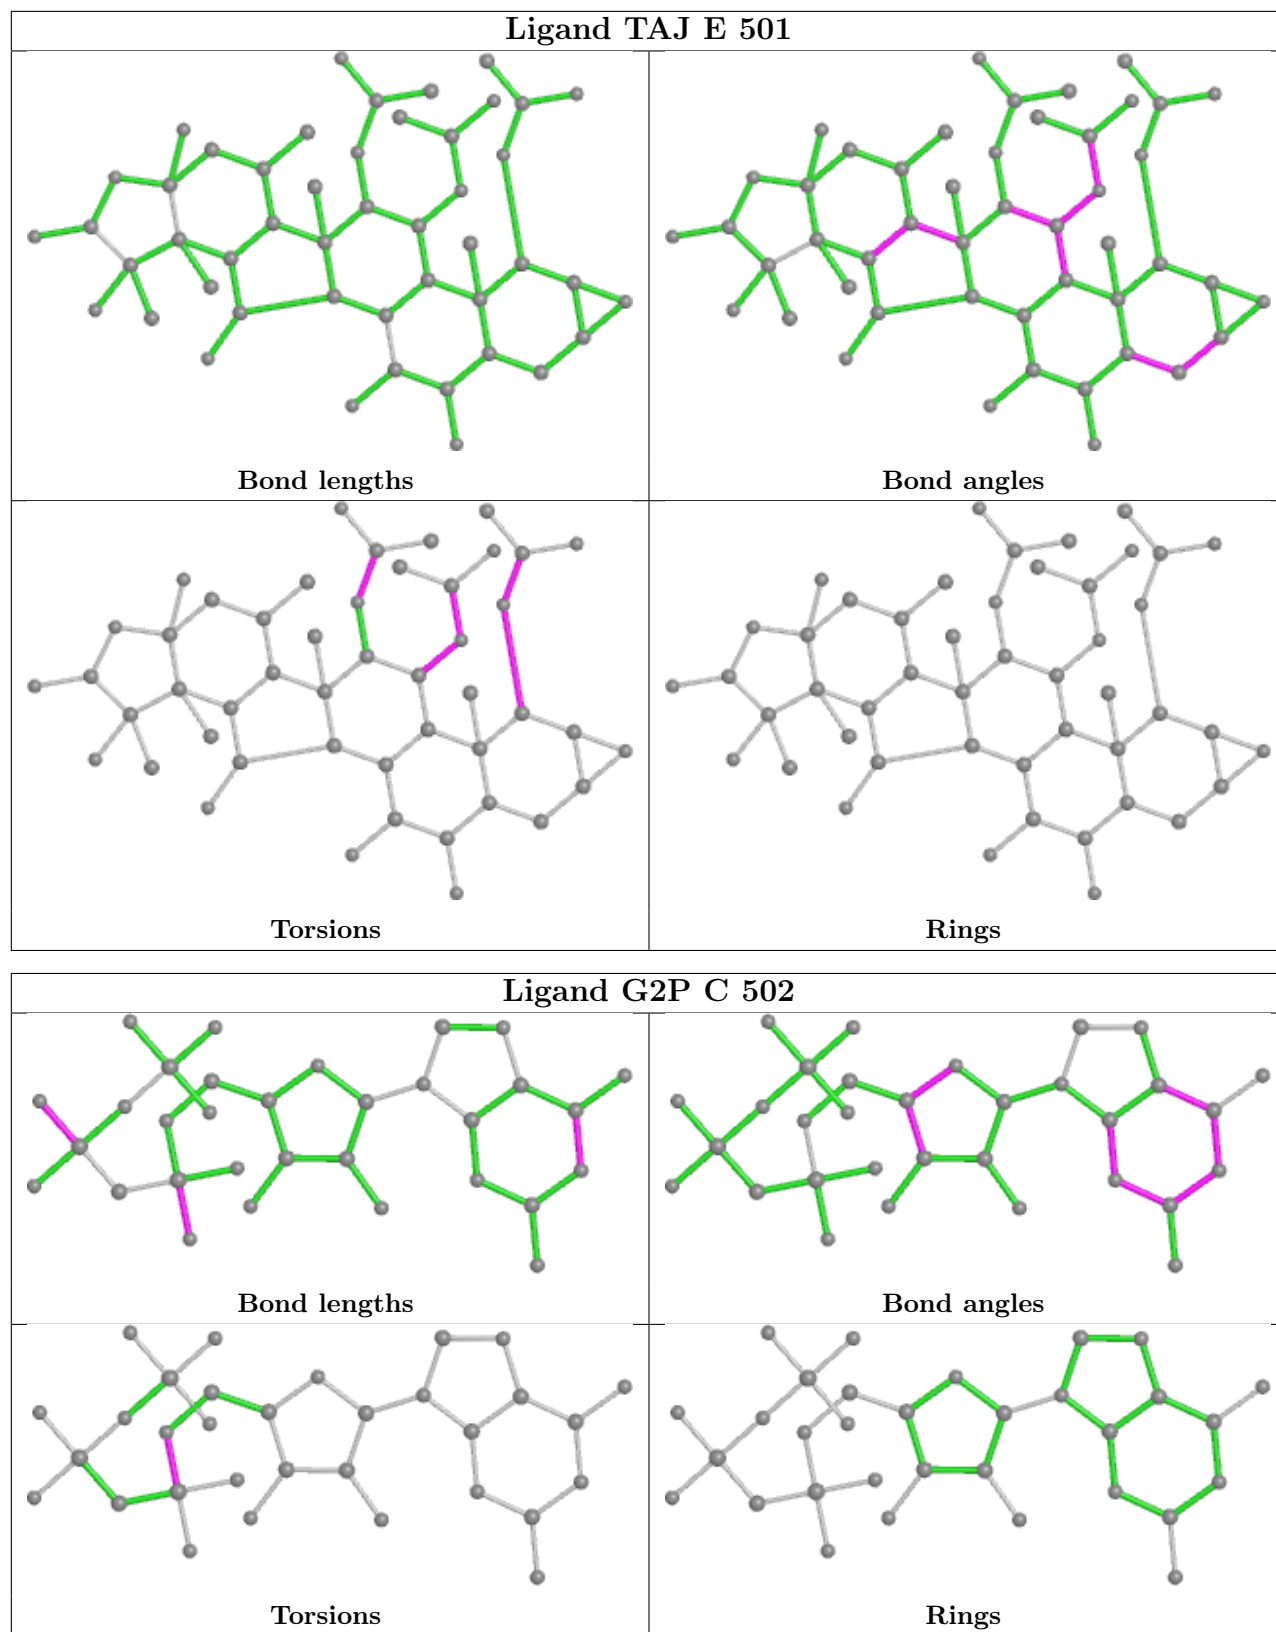 Ligand TAJ E 501
Bond lengths
Bond angles
Torsions
Rings
Ligand G2P C 502
Bond lengths
Bond angles
Torsions
Rings